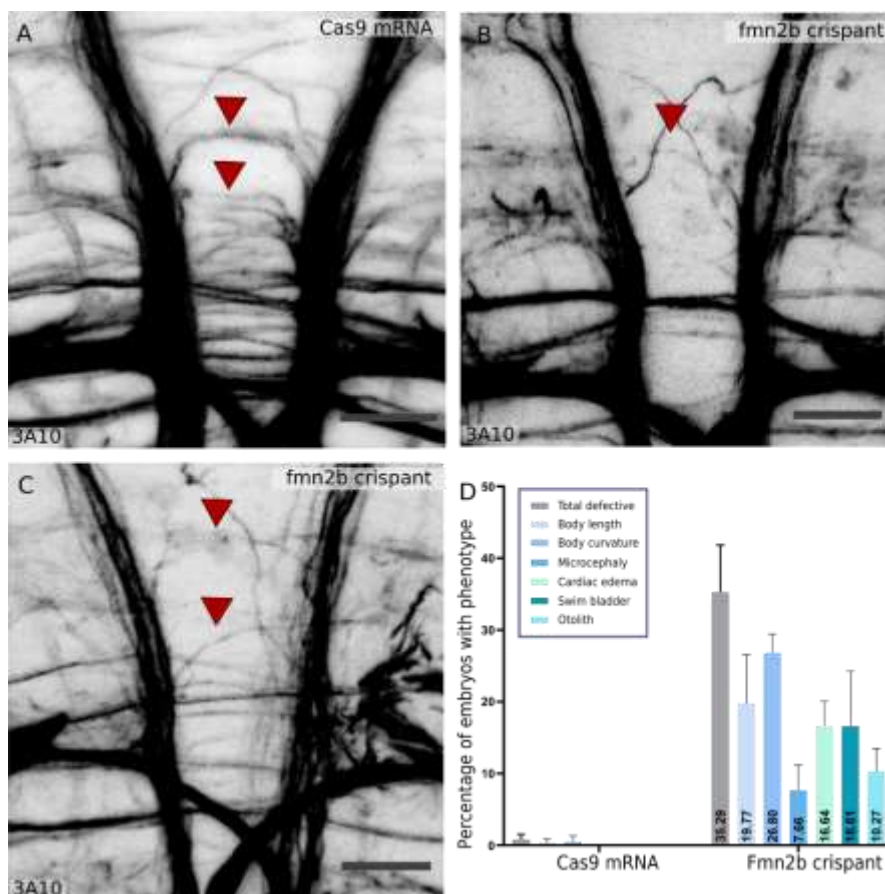 A
Cas9 mRNA
3A10
B
fmn2b crispant
3A10
C
fmn2b crispant
3A10
D
Percentage of embryos with phenotype
50
40
30
20
10
0
Total defective
Body length
Body curvature
Microcephaly
Cardiac edema
Swim bladder
Otolith
35.29
19.77
26.80
7.66
16.64
10.27
Cas9 mRNA
Fmn2b crispant